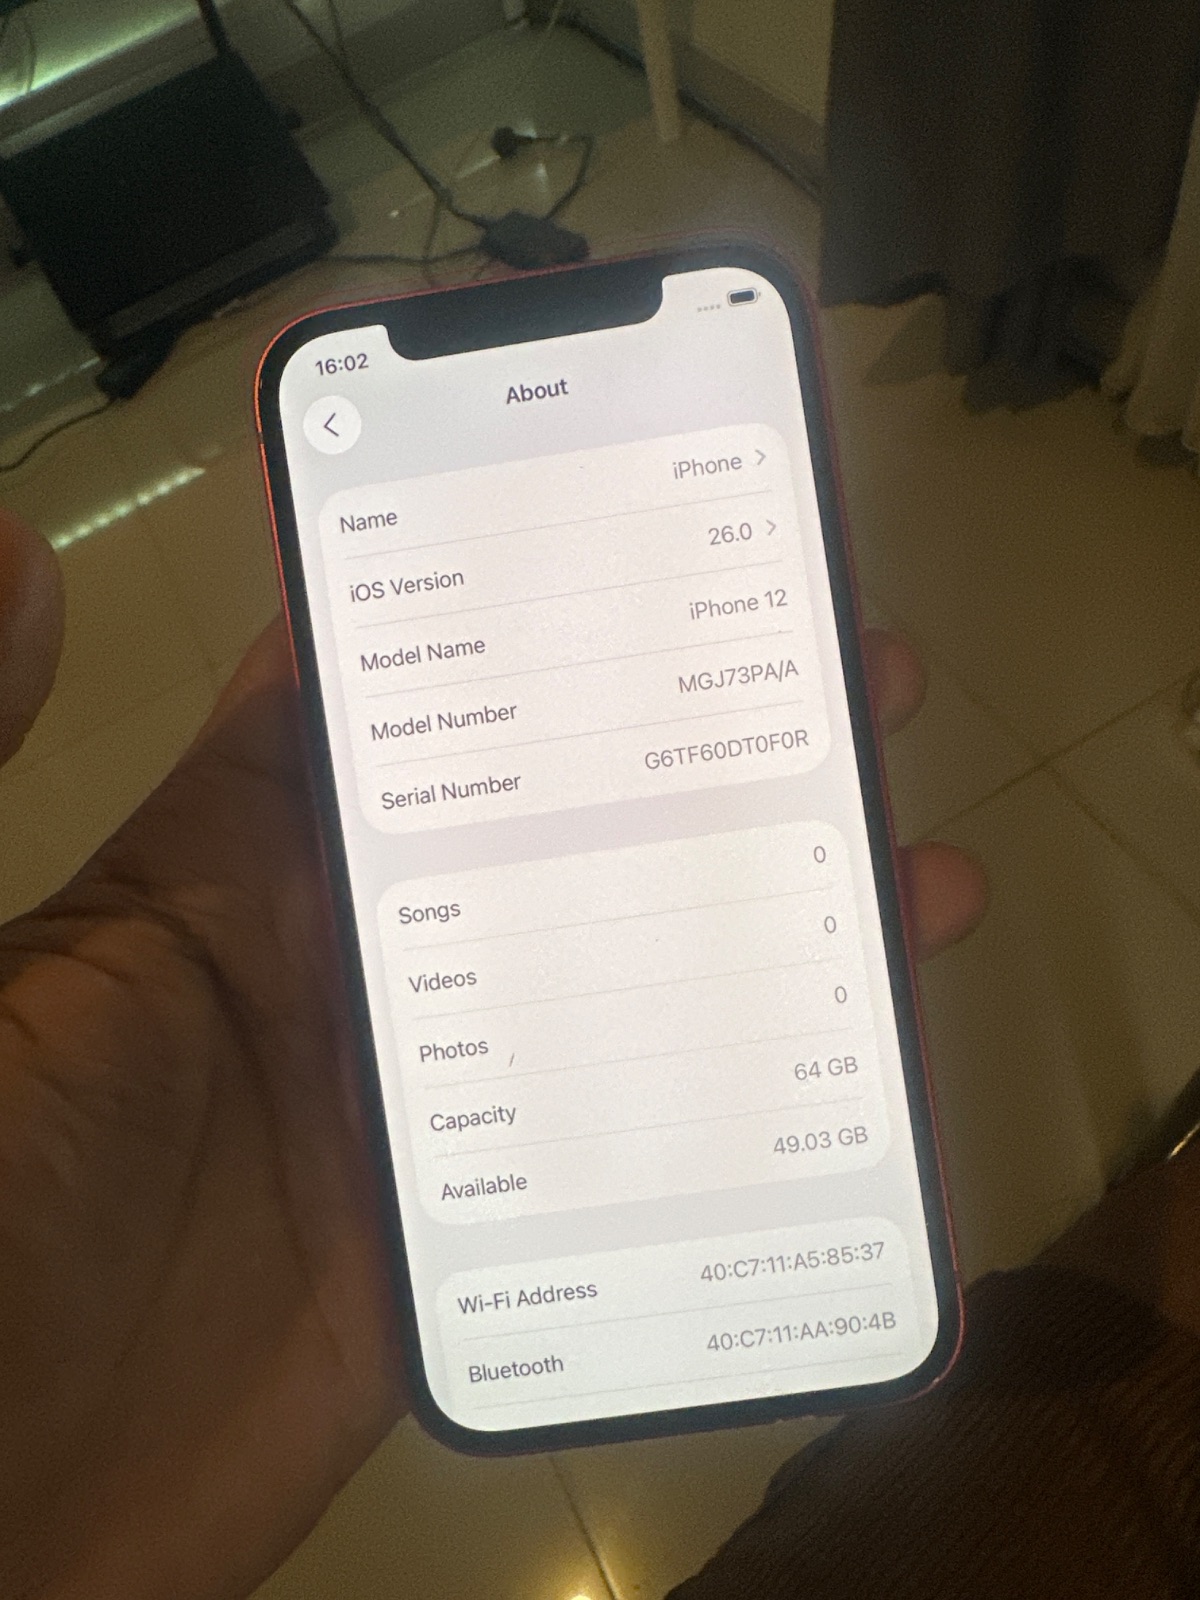 16:02
About
Name iPhone
iOS Version 26.0
Model Name iPhone 12
Model Number MGJ73PA/A
Serial Number G6TF60DT0F0R
Songs 0
Videos 0
Photos 0
Capacity 64 GB
Available 49.03 GB
Wi-Fi Address 40:C7:11:A5:85:37
Bluetooth 40:C7:11:AA:90:4B